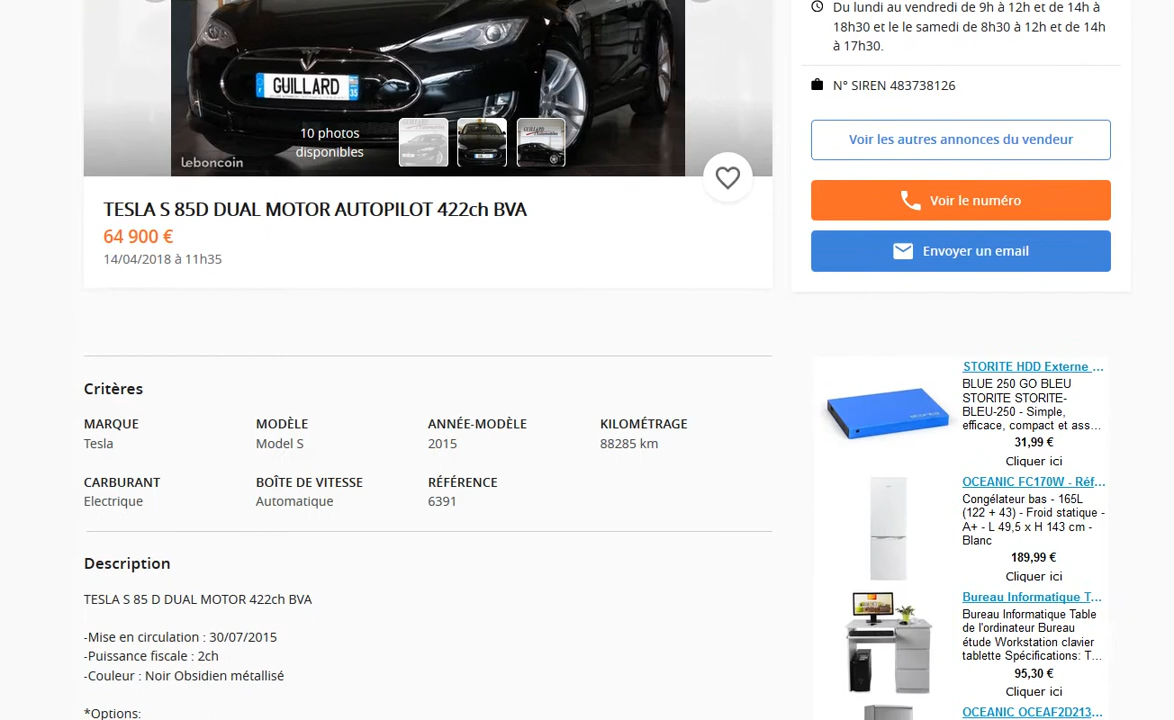 Du lundi au vendredi de 9h à 12h et de 14h à
18h30 et le le samedi de 8h30 à 12h et de 14h
à 17h30.
N° SIREN 483738126
Voir les autres annonces du vendeur
Voir le numéro
Envoyer un email
GUILLARD
35
10 photos
disponibles
leboncoin
TESLA S 85D DUAL MOTOR AUTOPILOT 422ch BVA
64 900 €
14/04/2018 à 11h35
Critères
MARQUE
Tesla
MODÈLE
Model S
ANNÉE-MODÈLE
2015
KILOMÉTRAGE
88285 km
CARBURANT
Electrique
BOÎTE DE VITESSE
Automatique
RÉFÉRENCE
6391
Description
TESLA S 85 D DUAL MOTOR 422ch BVA
-Mise en circulation : 30/07/2015
-Puissance fiscale : 2ch
-Couleur : Noir Obsidien métallisé
*Options:
STORITE HDD Externe ...
BLUE 250 GO BLEU
STORITE STORITE-
BLEU-250 - Simple,
efficace, compact et ass...
31,99 €
Cliquer ici
OCEANIC FC170W - Réf...
Congélateur bas - 165L
(122 + 43) - Froid statique -
A+ - L 49,5 x H 143 cm -
Blanc
189,99 €
Cliquer ici
Bureau Informatique T...
Bureau Informatique Table
de l'ordinateur Bureau
étude Workstation clavier
tablette Spécifications: T...
95,30 €
Cliquer ici
OCEANIC OCEAF2D213...